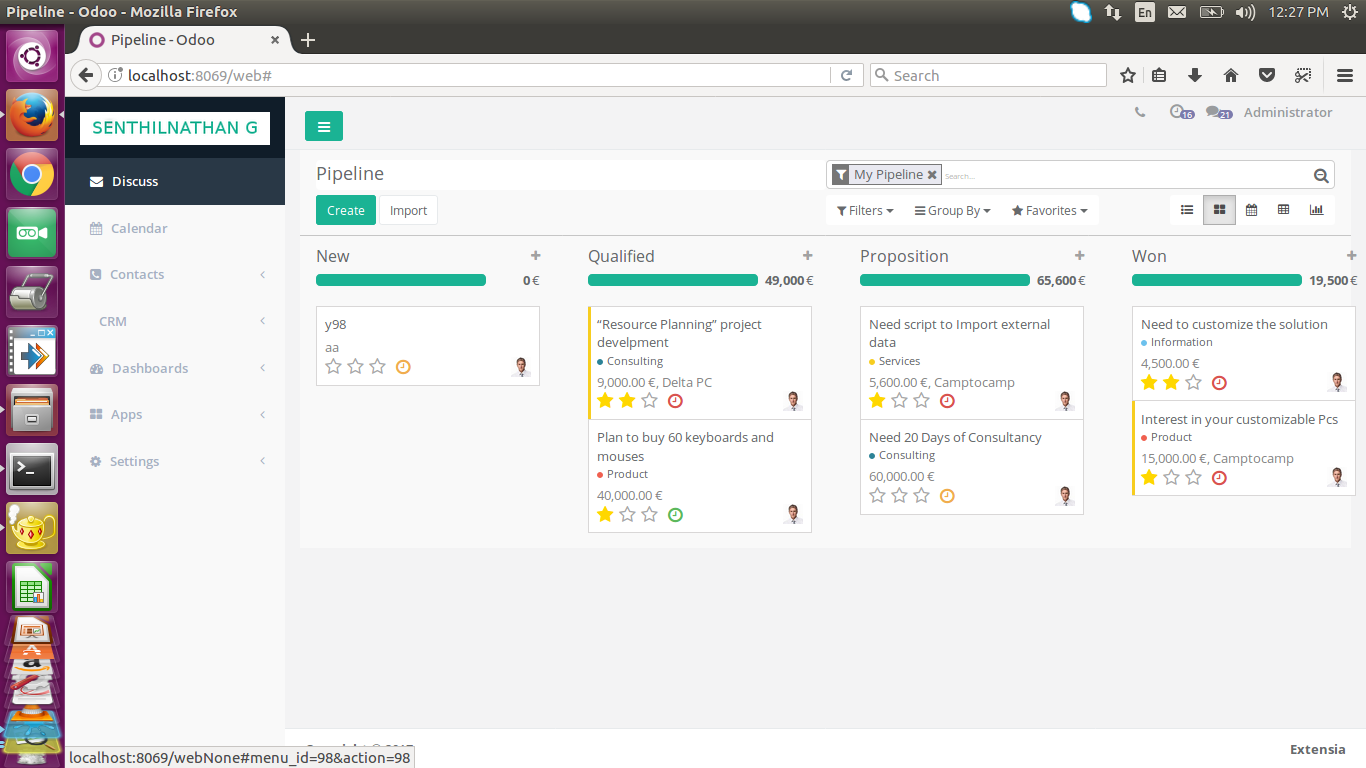 Pipeline - Odoo - Mozilla Firefox
En
12:27 PM
Pipeline - Odoo
localhost:8069/web#
Search
SENTHILNATHAN G
16
21
Administrator
Discuss
Calendar
Contacts
CRM
Dashboards
Apps
Settings
Pipeline
My Pipeline
Search...
Create
Import
Filters
Group By
Favorites
New
0 €
y98
aa
Qualified
49,000 €
“Resource Planning” project
develpment
Consulting
9,000.00 €, Delta PC
Plan to buy 60 keyboards and
mouses
Product
40,000.00 €
Proposition
65,600 €
Need script to Import external
data
Services
5,600.00 €, Camptocamp
Need 20 Days of Consultancy
Consulting
60,000.00 €
Won
19,500 €
Need to customize the solution
Information
4,500.00 €
Interest in your customizable Pcs
Product
15,000.00 €, Camptocamp
Extensia
localhost:8069/webNone#menu_id=98&action=98